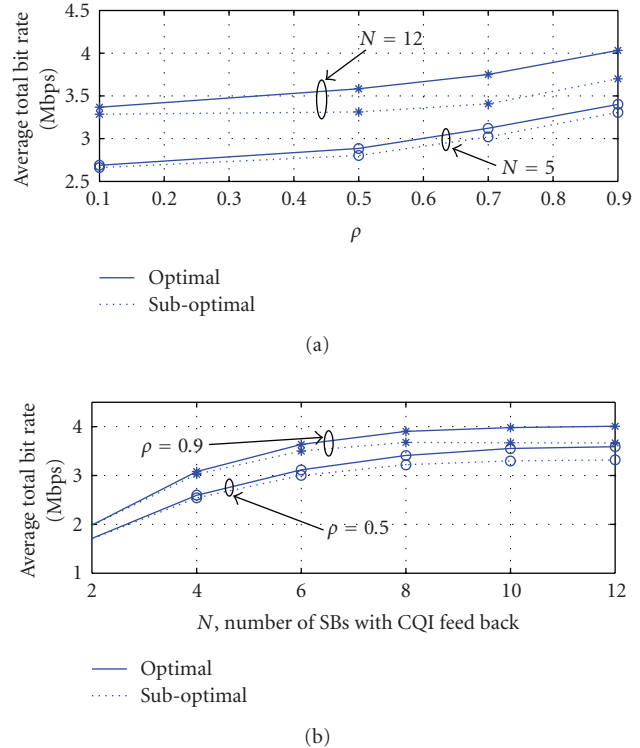 4.5
4
3.5
3
2.5
Average total bit rate
(Mbps)
N = 12
N = 5
0.1 0.2 0.3 0.4 0.5 0.6 0.7 0.8 0.9
ρ
Optimal
Sub-optimal
(a)
4
3
2
1
Average total bit rate
(Mbps)
ρ = 0.9
ρ = 0.5
2 4 6 8 10 12
N, number of SBs with CQI feed back
Optimal
Sub-optimal
(b)